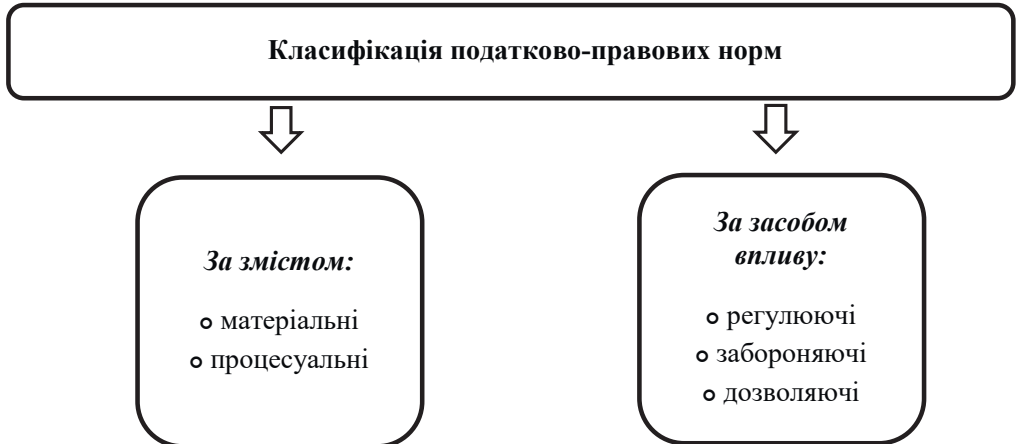 Класифікація податково-правових норм
За змістом:
матеріальні
процесуальні
За засобом
впливу:
регулюючі
забороняючі
дозволяючі